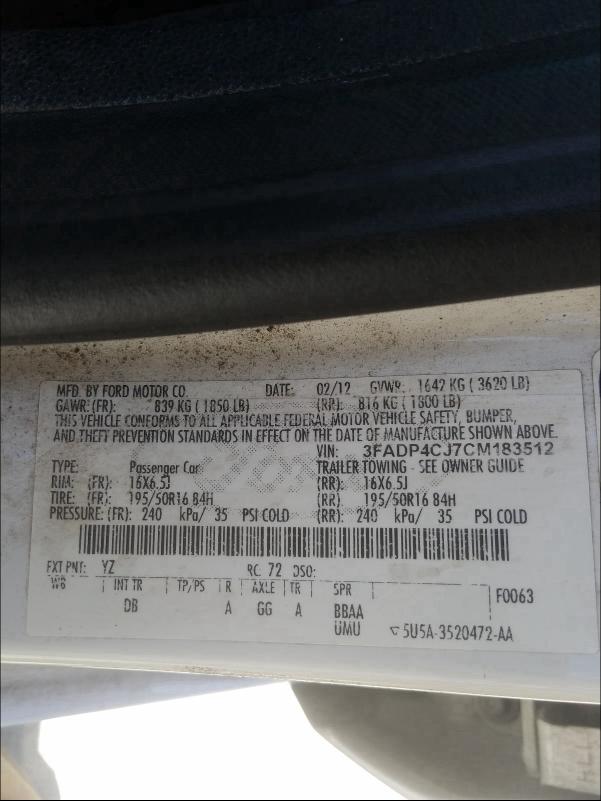 MFD. BY FORD MOTOR CO. DATE: 02/12 GVWR: 1642 KG ( 3620 LB)
GAWR: (FR): 839 KG ( 1850 LB) (RR): 816 KG ( 1800 LB)
THIS VEHICLE CONFORMS TO ALL APPLICABLE FEDERAL MOTOR VEHICLE SAFETY, BUMPER,
AND THEFT PREVENTION STANDARDS IN EFFECT ON THE DATE OF MANUFACTURE SHOWN ABOVE.
VIN: 3FADP4CJ7CM183512
TYPE: Passenger Car TRAILER TOWING - SEE OWNER GUIDE
RIM: (FR): 16X6.5J (RR): 16X6.5J
TIRE: (FR): 195/50R16 84H (RR) 195/50R16 84H
PRESSURE: (FR): 240 kPa/ 35 PSI COLD (RR): 240 kPa/ 35 PSI COLD
EXT PNT: YZ RC: 72 DSO:
WB INT TR TP/PS R AXLE TR SPR F0063
DB A GG A BBAA
UMU 5U5A-3520472-AA